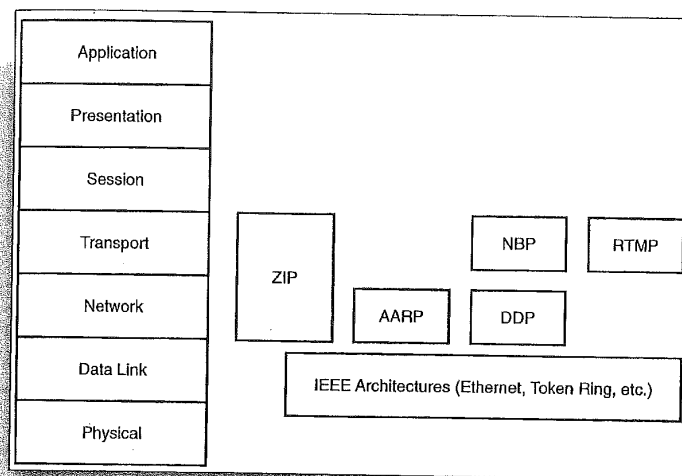 Application
Presentation
Session
Transport
Network
Data Link
Physical
ZIP
NBP
RTMP
AARP
DDP
IEEE Architectures (Ethernet, Token Ring, etc.)